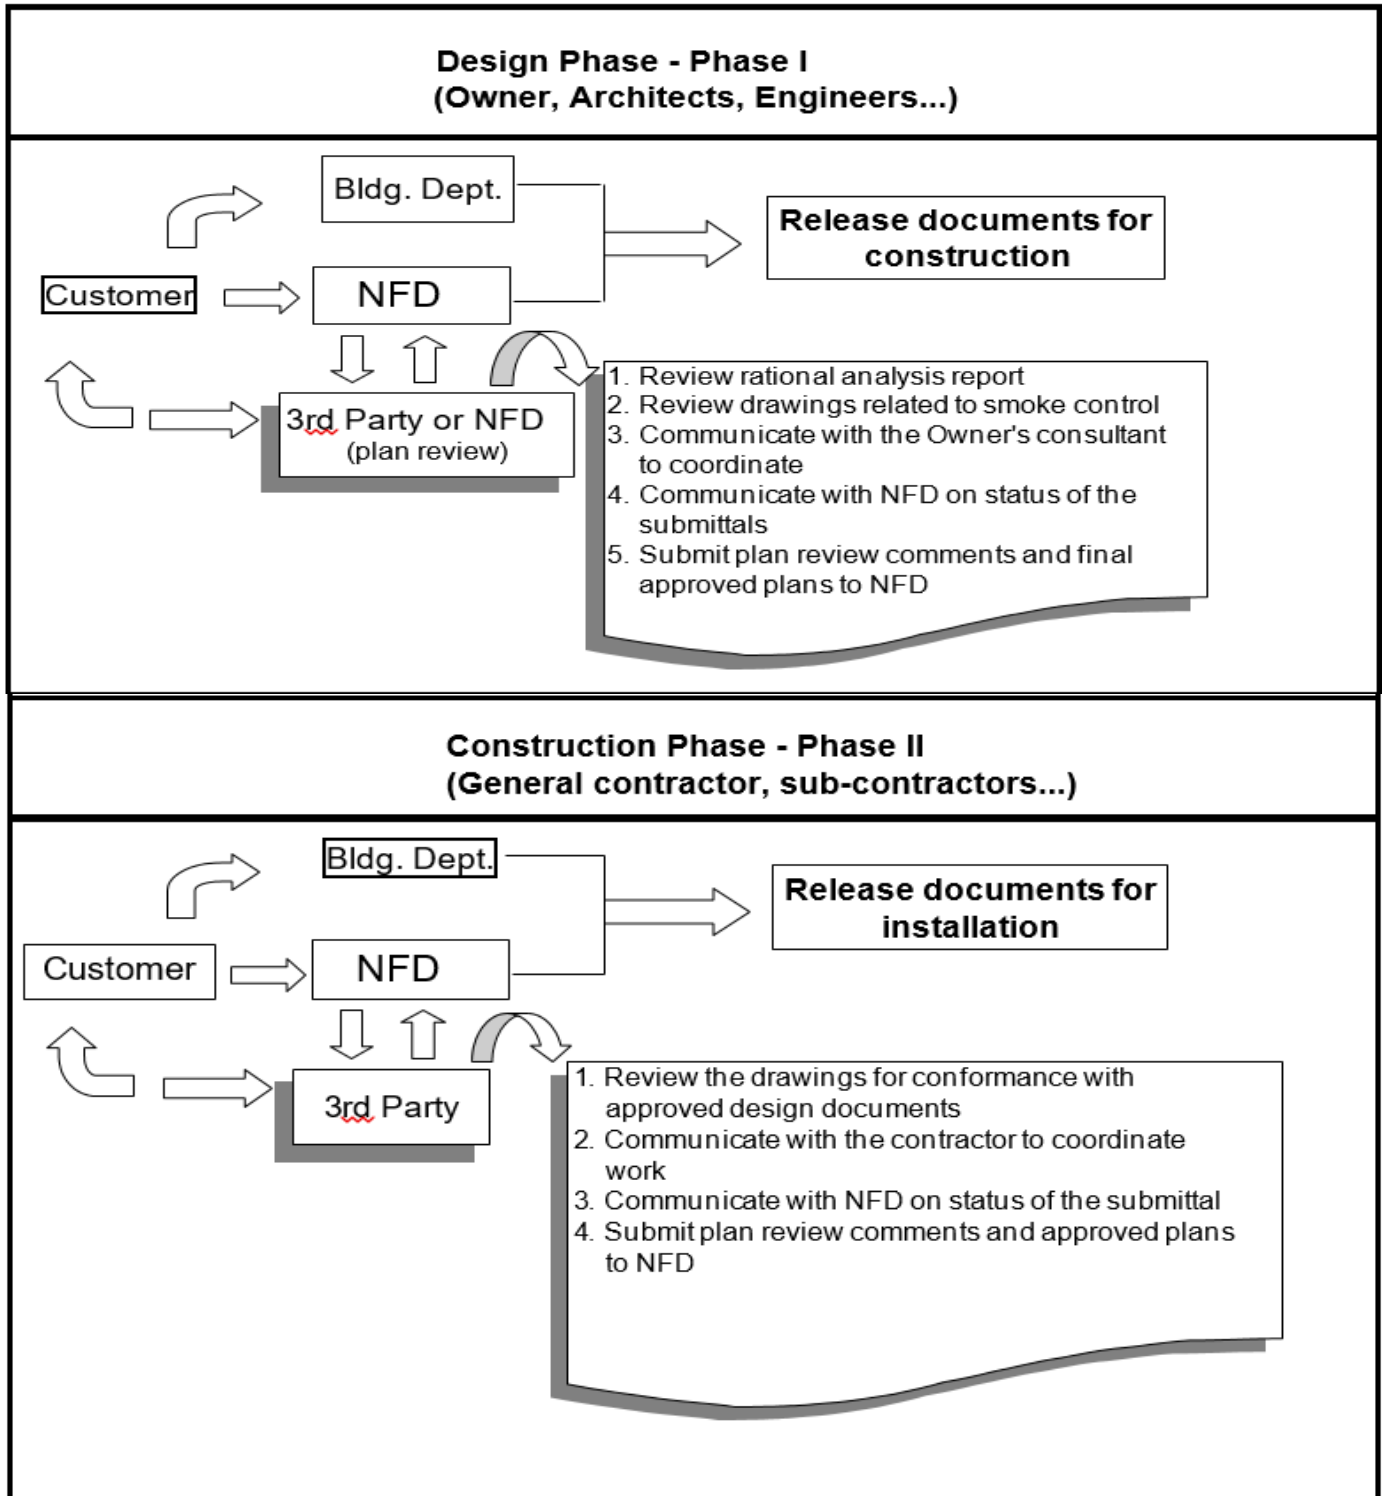 Design Phase - Phase I
(Owner, Architects, Engineers...)
Bldg. Dept.
Release documents for
construction
Customer
NFD
3rd Party or NFD
(plan review)
1. Review rational analysis report
2. Review drawings related to smoke control
3. Communicate with the Owner's consultant
to coordinate
4. Communicate with NFD on status of the
submittals
5. Submit plan review comments and final
approved plans to NFD
Construction Phase - Phase II
(General contractor, sub-contractors...)
Bldg. Dept.
Release documents for
installation
Customer
NFD
3rd Party
1. Review the drawings for conformance with
approved design documents
2. Communicate with the contractor to coordinate
work
3. Communicate with NFD on status of the submittal
4. Submit plan review comments and approved plans
to NFD